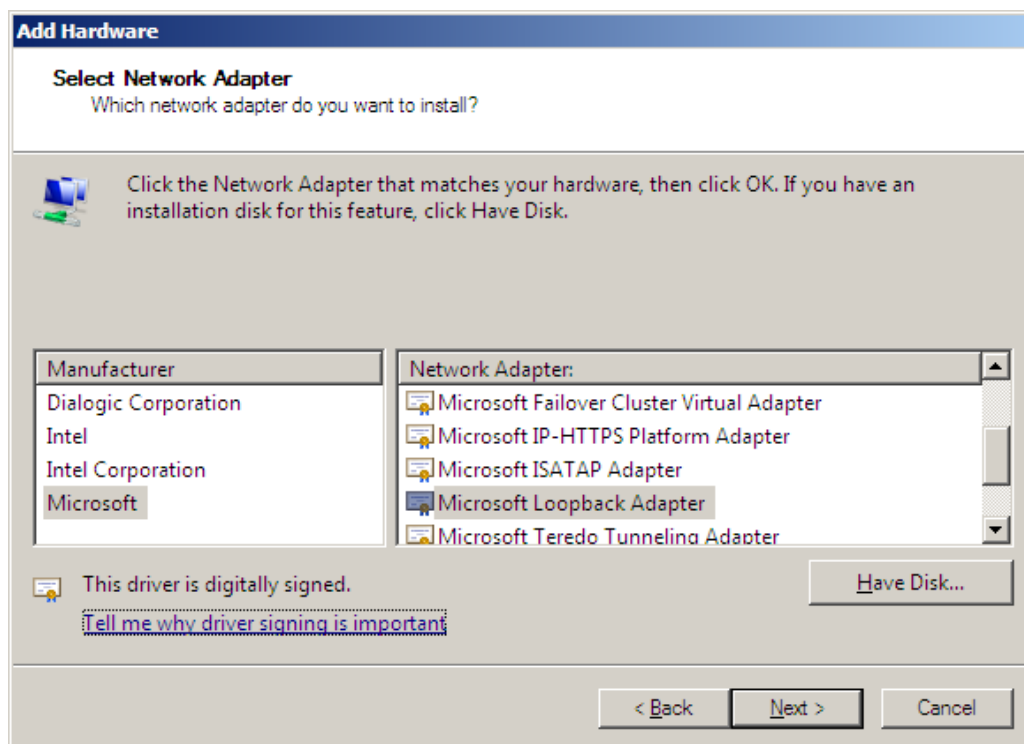 Add Hardware
Select Network Adapter
Which network adapter do you want to install?
Click the Network Adapter that matches your hardware, then click OK. If you have an
installation disk for this feature, click Have Disk.
Manufacturer
Dialogic Corporation
Intel
Intel Corporation
Microsoft
Network Adapter:
Microsoft Failover Cluster Virtual Adapter
Microsoft IP-HTTPS Platform Adapter
Microsoft ISATAP Adapter
Microsoft Loopback Adapter
Microsoft Teredo Tunneling Adapter
This driver is digitally signed.
Have Disk...
Tell me why driver signing is important
< Back
Next >
Cancel